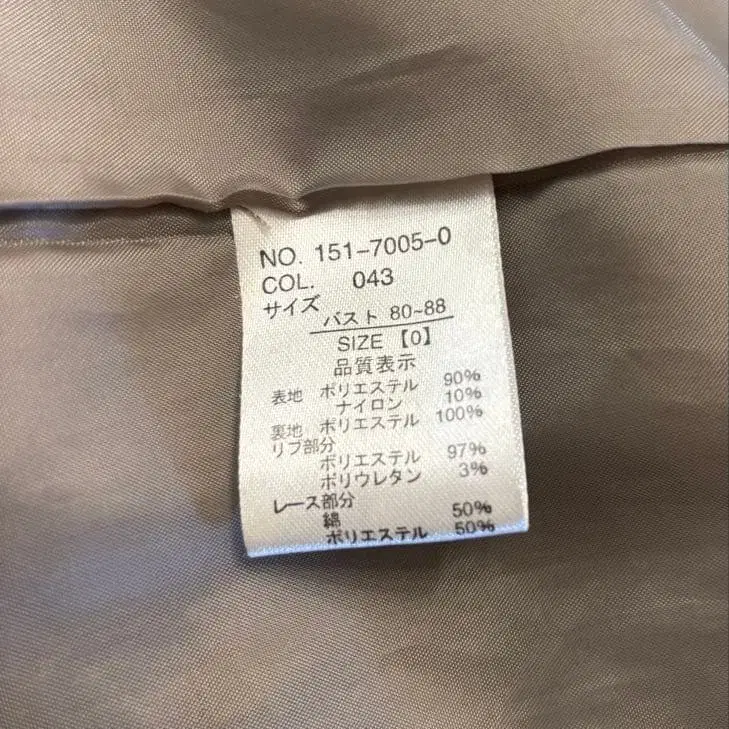 NO. 151-7005-0
COL. 043
サイズ
バスト 80~88
SIZE【0】
品質表示
表地 ポリエステル 90%
ナイロン 10%
裏地 ポリエステル 100%
リブ部分
ポリエステル 97%
ポリウレタン 3%
レース部分
綿 50%
ポリエステル 50%